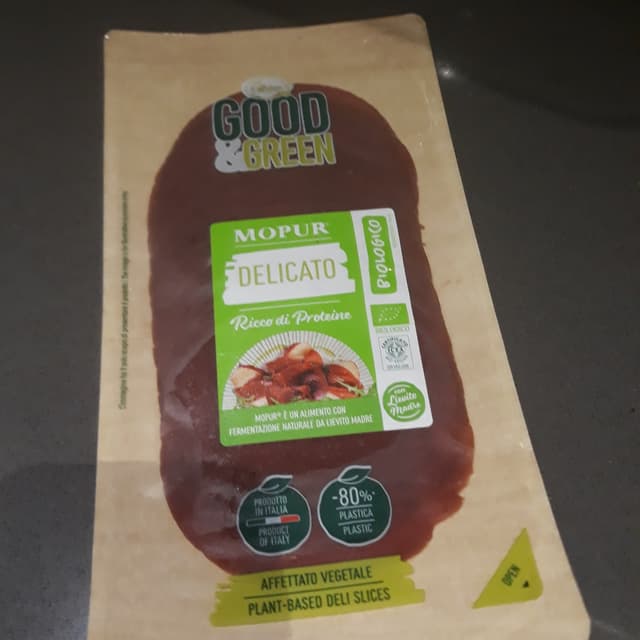 GOOD
&GREEN
MOPUR®
DELICATO
Ricco di Proteine
BIOLOGICO
BIOLOGICO
con
Lievito
Madre
MOPUR® È UN ALIMENTO CON
FERMENTAZIONE NATURALE DA LIEVITO MADRE
PRODOTTO
IN ITALIA
PRODUCT
OF ITALY
-80%*
PLASTICA
PLASTIC
AFFETTATO VEGETALE
PLANT-BASED DELI SLICES
OPEN